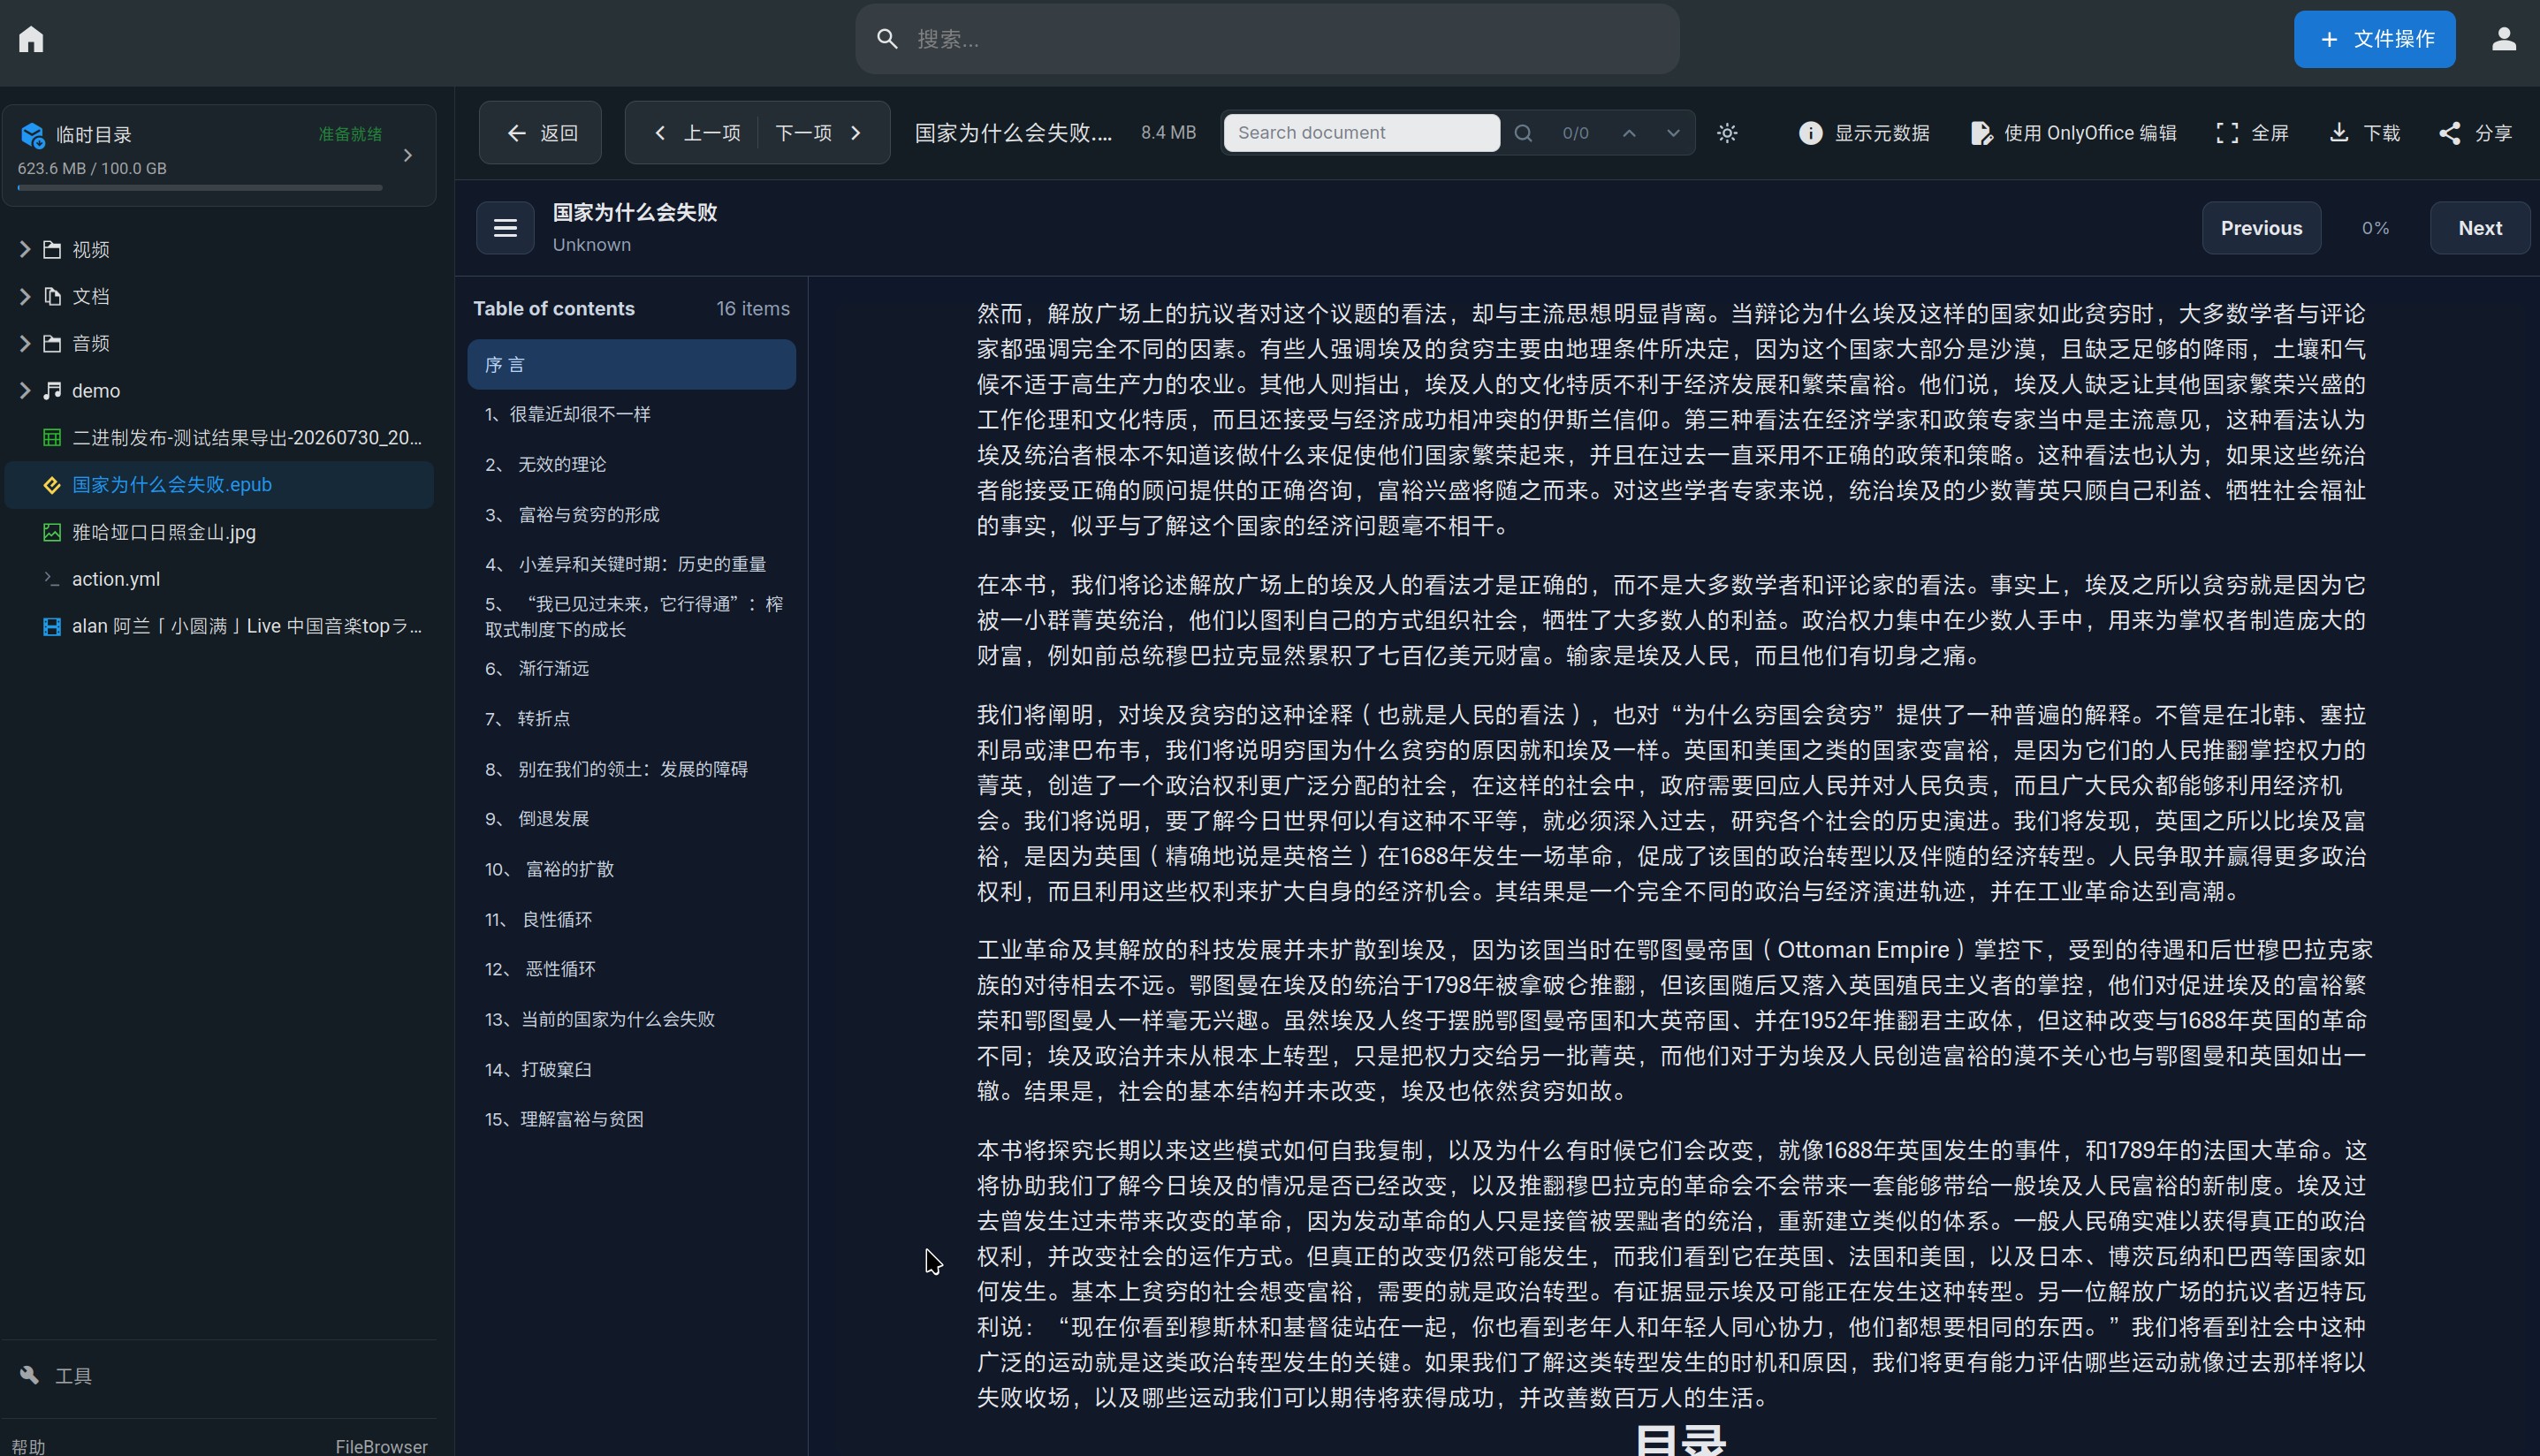 搜索...
文件操作
临时目录
准备就绪
623.6 MB / 100.0 GB
视频
文档
音频
demo
二进制发布-测试结果导出-20260730_20...
国家为什么会失败.epub
雅哈垭口日照金山.jpg
action.yml
alan 阿兰「小圆满」Live 中国音楽topラ...
工具
帮助
FileBrowser
返回
上一项
下一项
国家为什么会失败....
8.4 MB
Search document
0/0
显示元数据
使用 OnlyOffice 编辑
全屏
下载
分享
国家为什么会失败
Unknown
Previous
0%
Next
Table of contents
16 items
序 言
1、很靠近却很不一样
2、 无效的理论
3、 富裕与贫穷的形成
4、 小差异和关键时期：历史的重量
5、 “我已见过未来，它行得通”：榨
取式制度下的成长
6、 渐行渐远
7、 转折点
8、 别在我们的领土：发展的障碍
9、 倒退发展
10、 富裕的扩散
11、 良性循环
12、 恶性循环
13、当前的国家为什么会失败
14、打破窠臼
15、理解富裕与贫困
然而，解放广场上的抗议者对这个议题的看法，却与主流思想明显背离。当辩论为什么埃及这样的国家如此贫穷时，大多数学者与评论
家都强调完全不同的因素。有些人强调埃及的贫穷主要由地理条件所决定，因为这个国家大部分是沙漠，且缺乏足够的降雨，土壤和气
候不适于高生产力的农业。其他人则指出，埃及人的文化特质不利于经济发展和繁荣富裕。他们说，埃及人缺乏让其他国家繁荣兴盛的
工作伦理和文化特质，而且还接受与经济成功相冲突的伊斯兰信仰。第三种看法在经济学家和政策专家当中是主流意见，这种看法认为
埃及统治者根本不知道该做什么来促使他们国家繁荣起来，并且在过去一直采用不正确的政策和策略。这种看法也认为，如果这些统治
者能接受正确的顾问提供的正确咨询，富裕兴盛将随之而来。对这些学者专家来说，统治埃及的少数菁英只顾自己利益、牺牲社会福祉
的事实，似乎与了解这个国家的经济问题毫不相干。
在本书，我们将论述解放广场上的埃及人的看法才是正确的，而不是大多数学者和评论家的看法。事实上，埃及之所以贫穷就是因为它
被一小群菁英统治，他们以图利自己的方式组织社会，牺牲了大多数人的利益。政治权力集中在少数人手中，用来为掌权者制造庞大的
财富，例如前总统穆巴拉克显然累积了七百亿美元财富。输家是埃及人民，而且他们有切身之痛。
我们将阐明，对埃及贫穷的这种诠释（也就是人民的看法），也对“为什么穷国会贫穷”提供了一种普遍的解释。不管是在北韩、塞拉
利昂或津巴布韦，我们将说明穷国为什么贫穷的原因就和埃及一样。英国和美国之类的国家变富裕，是因为它们的人民推翻掌控权力的
菁英，创造了一个政治权利更广泛分配的社会，在这样的社会中，政府需要回应人民并对人民负责，而且广大民众都能够利用经济机
会。我们将说明，要了解今日世界何以有这种不平等，就必须深入过去，研究各个社会的历史演进。我们将发现，英国之所以比埃及富
裕，是因为英国（精确地说是英格兰）在1688年发生一场革命，促成了该国的政治转型以及伴随的经济转型。人民争取并赢得更多政治
权利，而且利用这些权利来扩大自身的经济机会。其结果是一个完全不同的政治与经济演进轨迹，并在工业革命达到高潮。
工业革命及其解放的科技发展并未扩散到埃及，因为该国当时在鄂图曼帝国（Ottoman Empire）掌控下，受到的待遇和后世穆巴拉克家
族的对待相去不远。鄂图曼在埃及的统治于1798年被拿破仑推翻，但该国随后又落入英国殖民主义者的掌控，他们对促进埃及的富裕繁
荣和鄂图曼人一样毫无兴趣。虽然埃及人终于摆脱鄂图曼帝国和大英帝国、并在1952年推翻君主政体，但这种改变与1688年英国的革命
不同；埃及政治并未从根本上转型，只是把权力交给另一批菁英，而他们对于为埃及人民创造富裕的漠不关心也与鄂图曼和英国如出一
辙。结果是，社会的基本结构并未改变，埃及也依然贫穷如故。
本书将探究长期以来这些模式如何自我复制，以及为什么有时候它们会改变，就像1688年英国发生的事件，和1789年的法国大革命。这
将协助我们了解今日埃及的情况是否已经改变，以及推翻穆巴拉克的革命会不会带来一套能够带给一般埃及人民富裕的新制度。埃及过
去曾发生过未带来改变的革命，因为发动革命的人只是接管被罢黜者的统治，重新建立类似的体系。一般人民确实难以获得真正的政治
权利，并改变社会的运作方式。但真正的改变仍然可能发生，而我们看到它在英国、法国和美国，以及日本、博茨瓦纳和巴西等国家如
何发生。基本上贫穷的社会想变富裕，需要的就是政治转型。有证据显示埃及可能正在发生这种转型。另一位解放广场的抗议者迈特瓦
利说：“现在你看到穆斯林和基督徒站在一起，你也看到老年人和年轻人同心协力，他们都想要相同的东西。”我们将看到社会中这种
广泛的运动就是这类政治转型发生的关键。如果我们了解这类转型发生的时机和原因，我们将更有能力评估哪些运动就像过去那样将以
失败收场，以及哪些运动我们可以期待将获得成功，并改善数百万人的生活。
目录